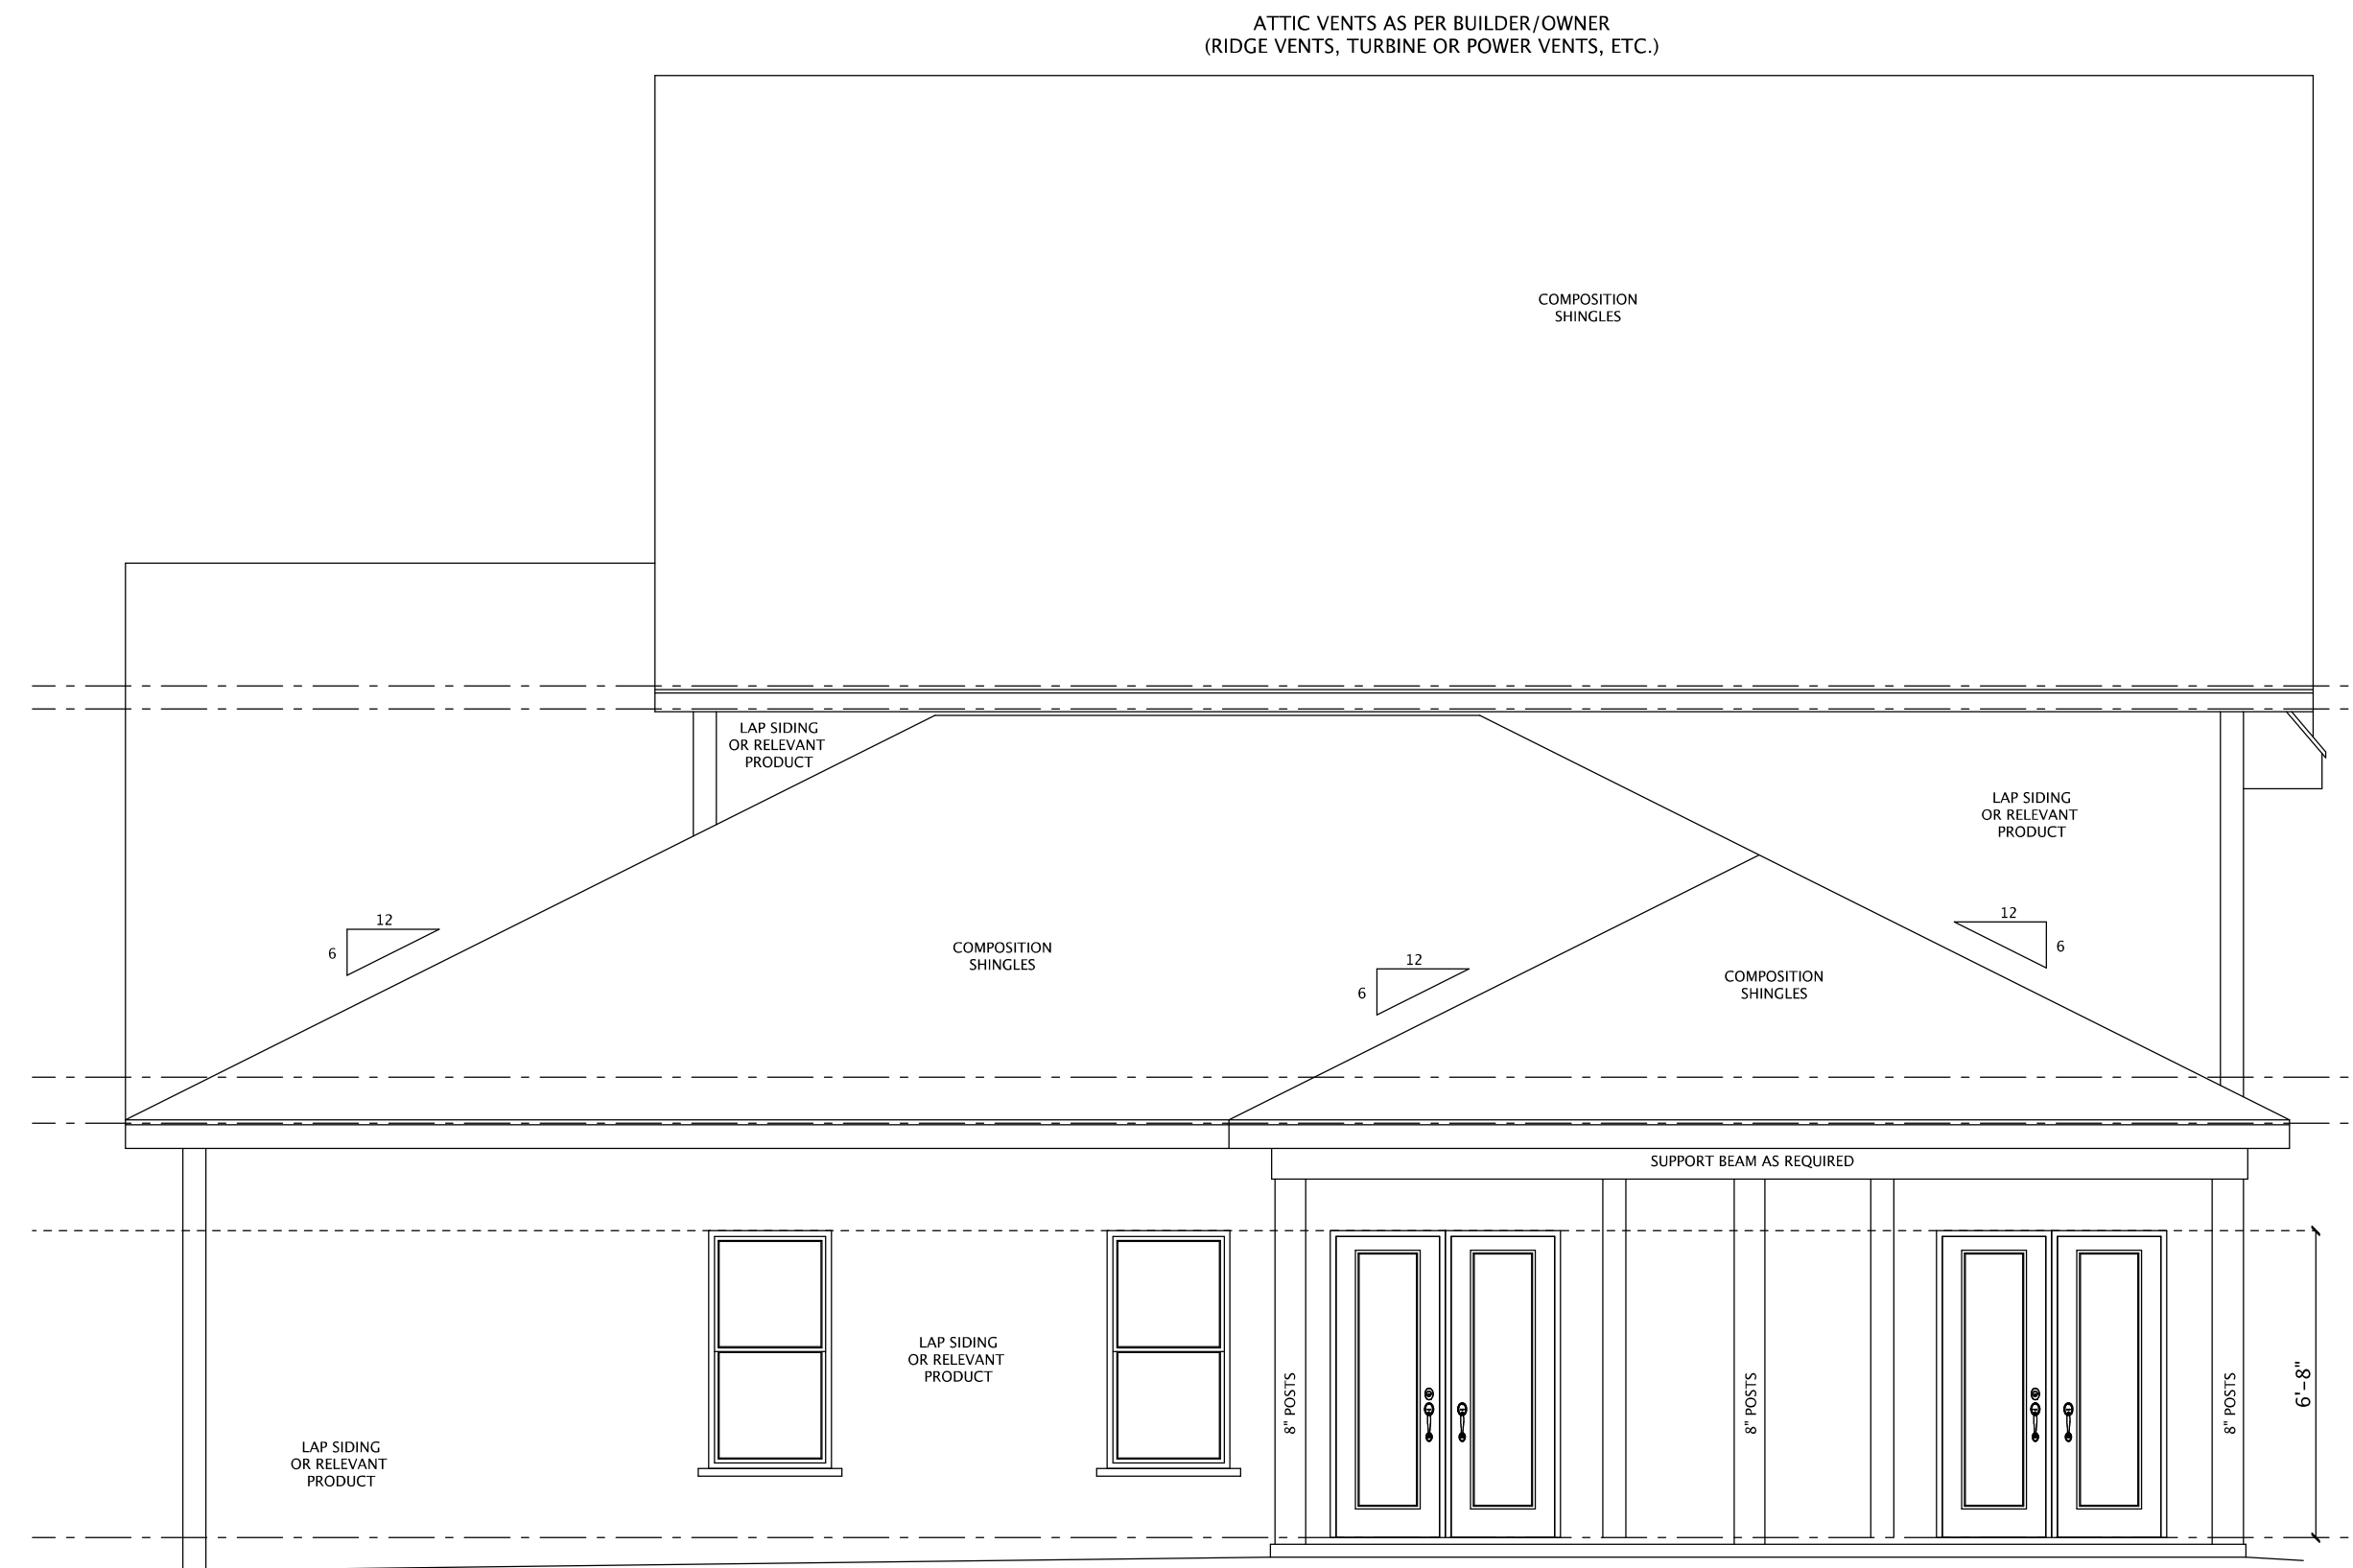 ATTIC VENTS AS PER BUILDER/OWNER
(RIDGE VENTS, TURBINE OR POWER VENTS, ETC.)
COMPOSITION
SHINGLES
LAP SIDING
OR RELEVANT
PRODUCT
LAP SIDING
OR RELEVANT
PRODUCT
12
6
12
6
12
6
COMPOSITION
SHINGLES
COMPOSITION
SHINGLES
SUPPORT BEAM AS REQUIRED
LAP SIDING
OR RELEVANT
PRODUCT
LAP SIDING
OR RELEVANT
PRODUCT
8" POSTS
8" POSTS
8" POSTS
6'-8"